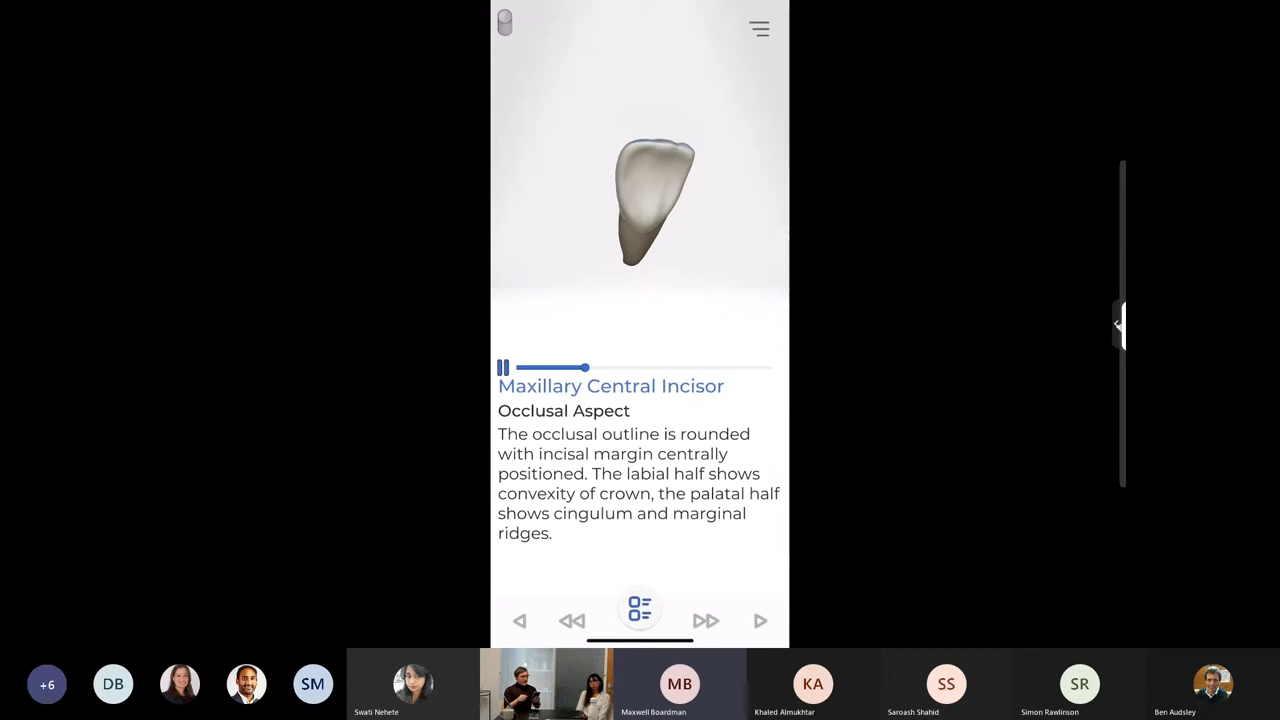 Maxillary Central Incisor
Occlusal Aspect
The occlusal outline is rounded
with incisal margin centrally
positioned. The labial half shows
convexity of crown, the palatal half
shows cingulum and marginal
ridges.
+6
DB
SM
MB
KA
SS
SR
Swati Nehete
Maxwell Boardman
Khaled Almukhtar
Saroash Shahid
Simon Rawlinson
Ben Audsley